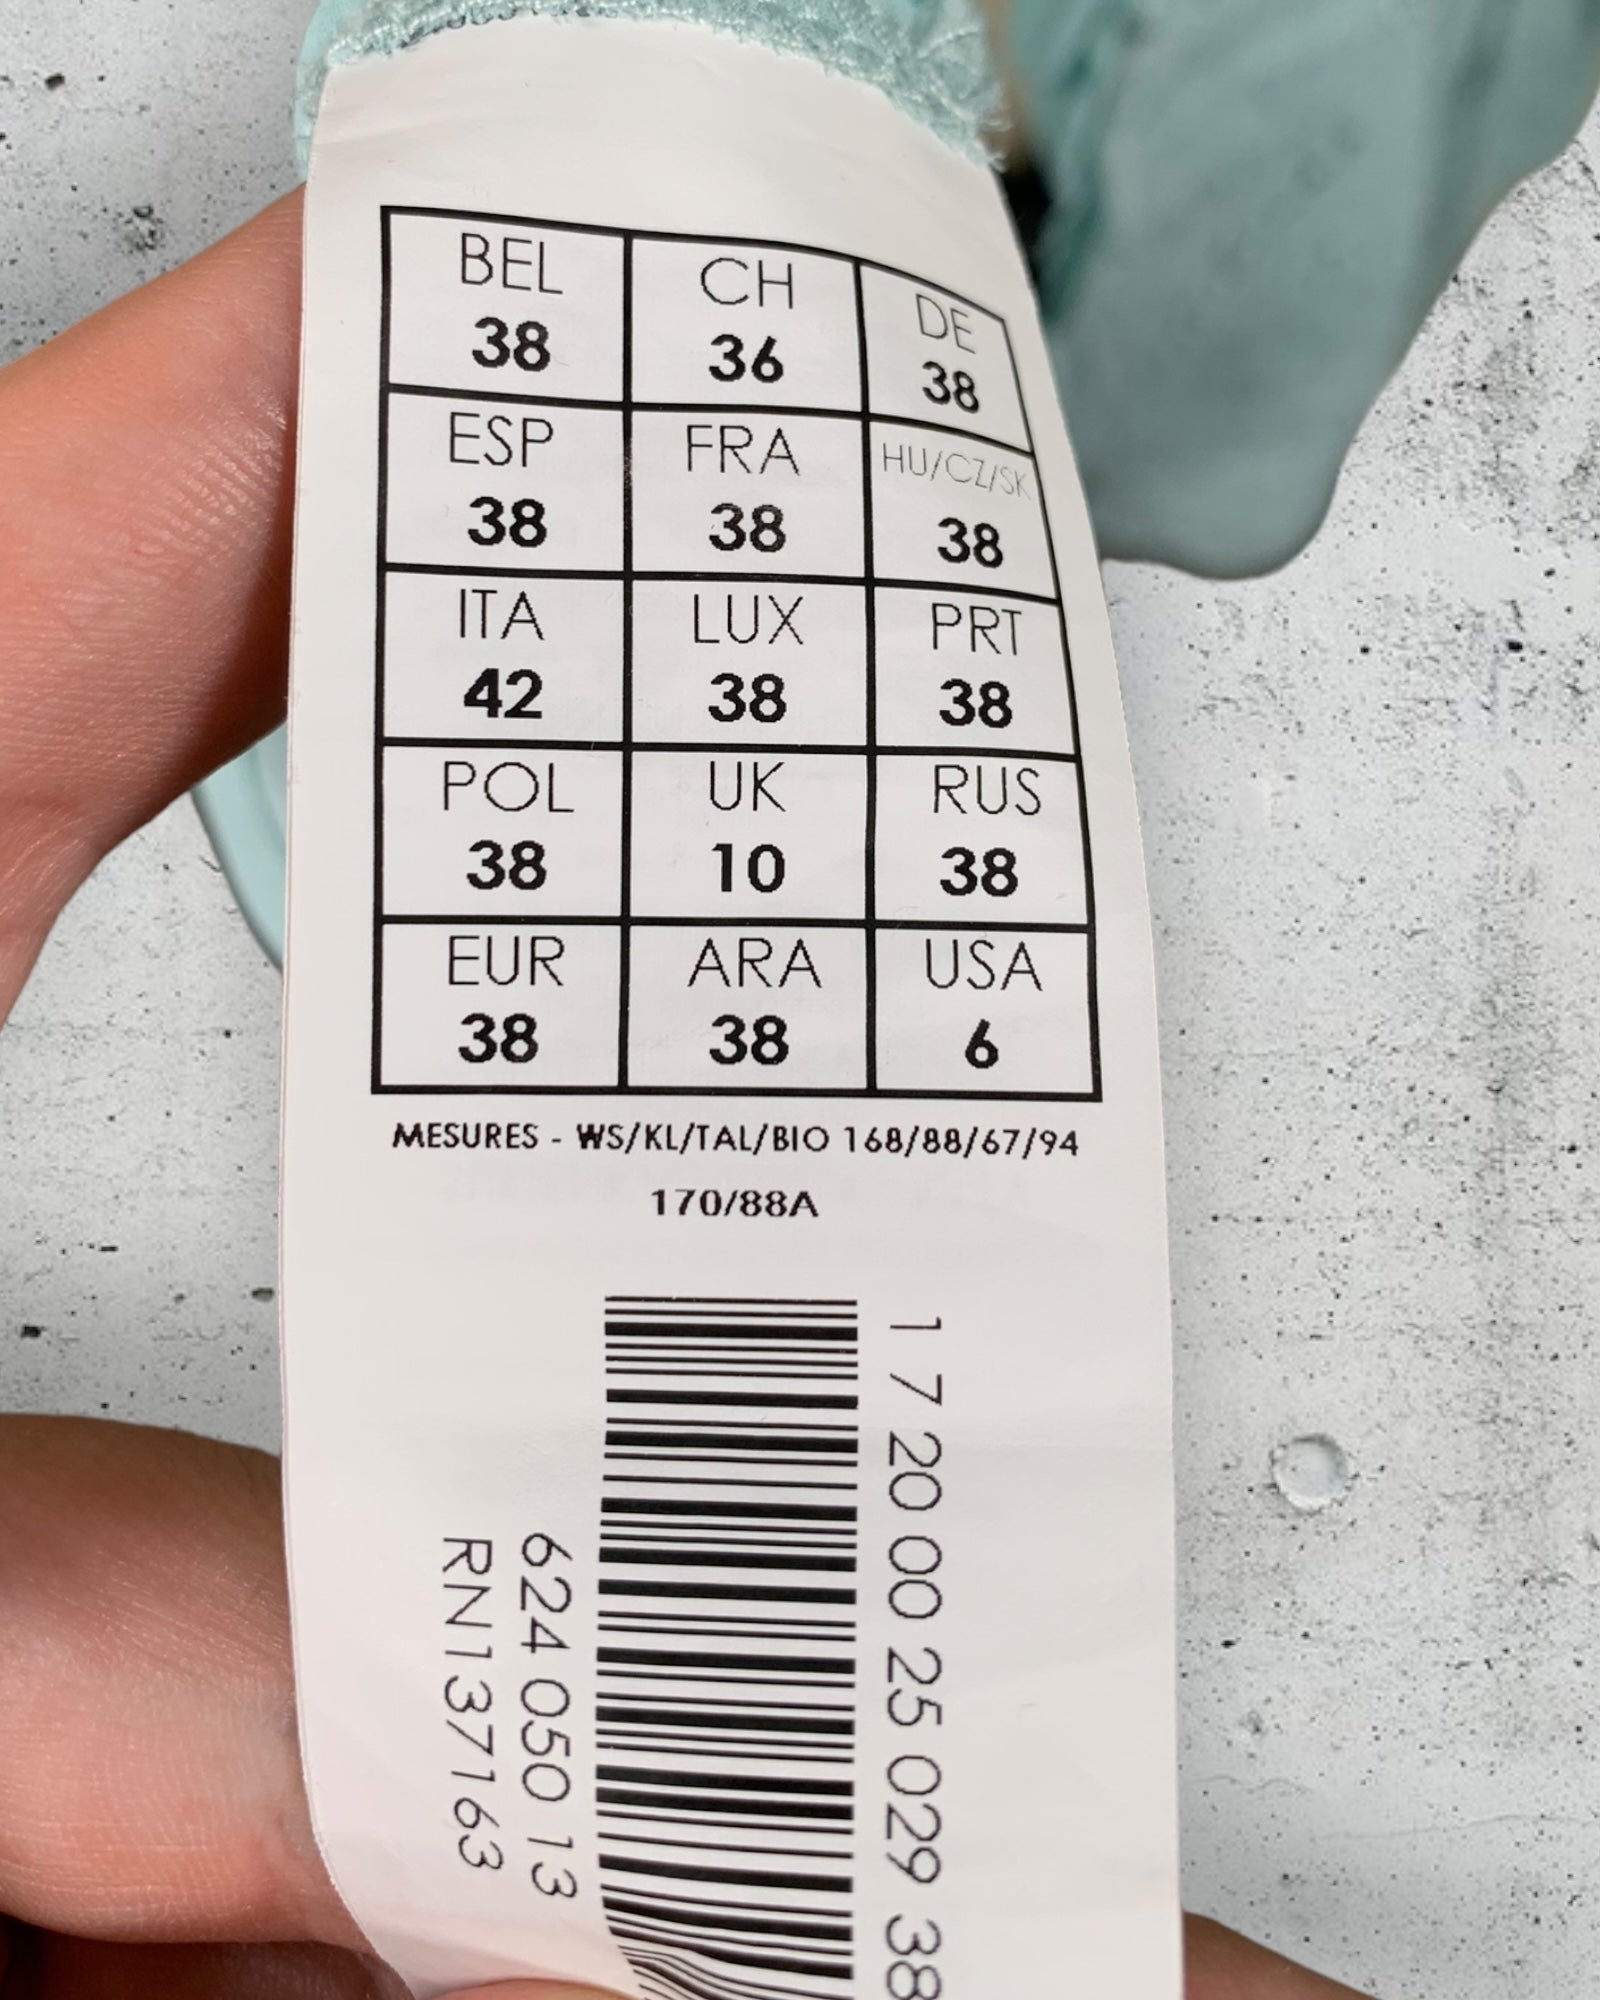 BEL CH DE
38 36 38
ESP FRA HU/CZ/SK
38 38 38
ITA LUX PRT
42 38 38
POL UK RUS
38 10 38
EUR ARA USA
38 38 6
MESURES - WS/KL/TAL/BIO 168/88/67/94
170/88A
1 7 20 00 25 029 38
624 050 13
RN137163